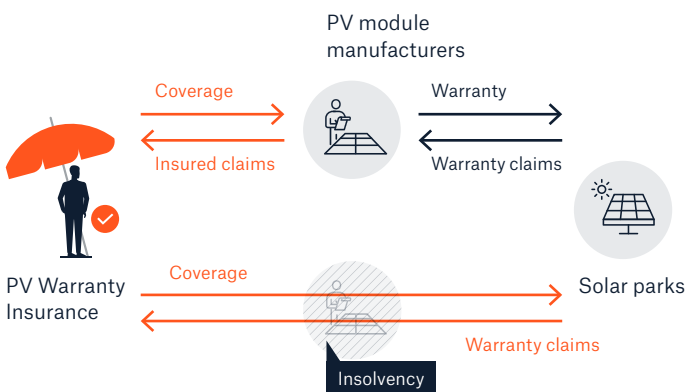 PV module
manufacturers
Coverage
Warranty
Insured claims
Warranty claims
PV Warranty
Insurance
Coverage
Solar parks
Warranty claims
Insolvency